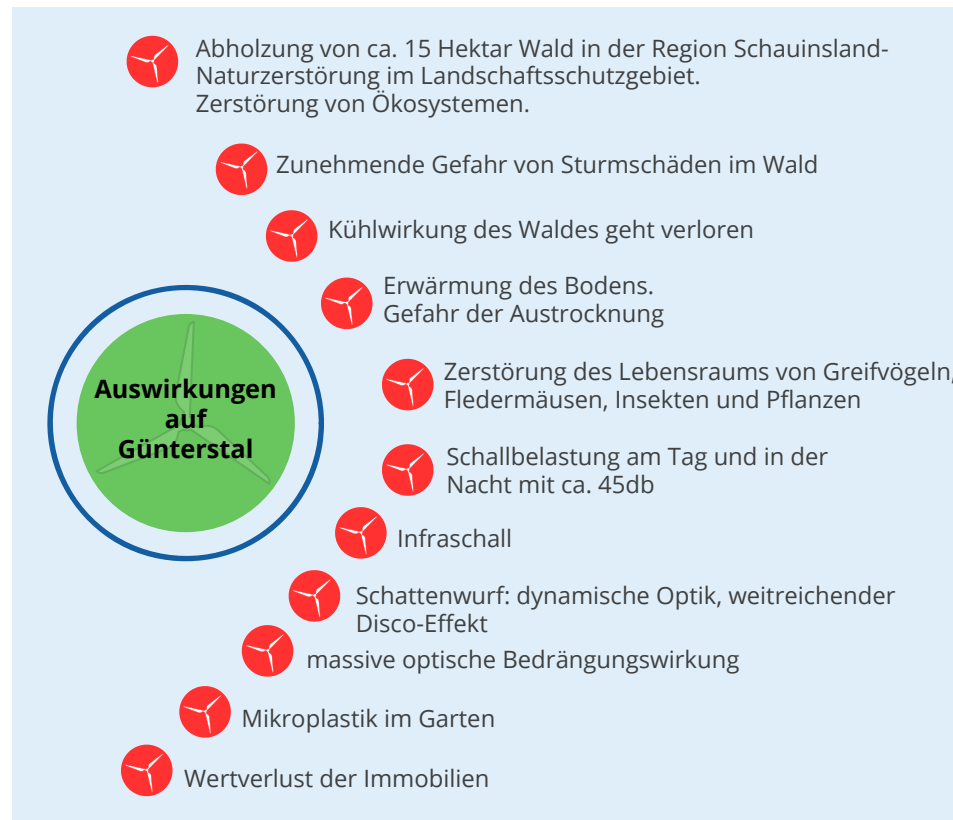 Abholzung von ca. 15 Hektar Wald in der Region Schauinsland-
Naturzerstörung im Landschaftsschutzgebiet.
Zerstörung von Ökosystemen.
Zunehmende Gefahr von Sturmschäden im Wald
Kühlwirkung des Waldes geht verloren
Erwärmung des Bodens.
Gefahr der Austrocknung
Auswirkungen
auf
Günterstal
Zerstörung des Lebensraums von Greifvögeln,
Fledermäusen, Insekten und Pflanzen
Schallbelastung am Tag und in der
Nacht mit ca. 45db
Infraschall
Schattenwurf: dynamische Optik, weitreichender
Disco-Effekt
massive optische Bedrängungswirkung
Mikroplastik im Garten
Wertverlust der Immobilien